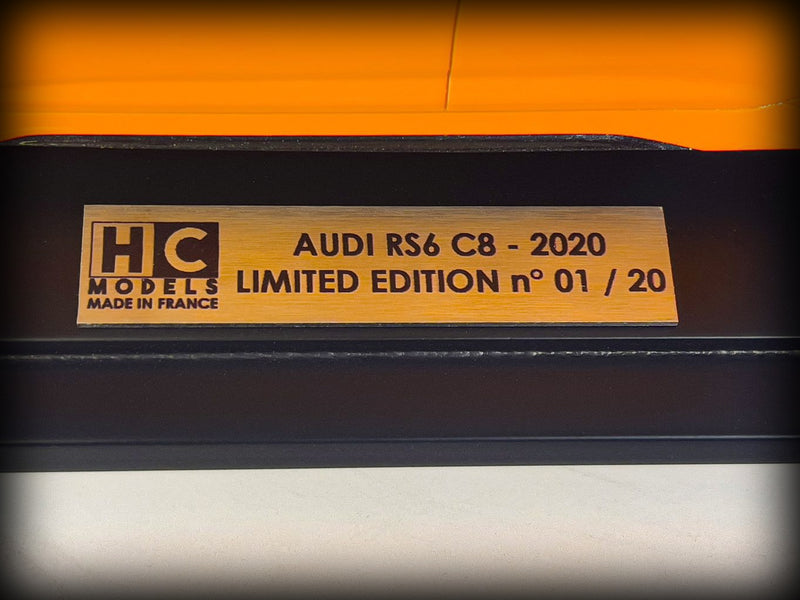 HC
MODELS
MADE IN FRANCE
AUDI RS6 C8 - 2020
LIMITED EDITION n° 01 / 20